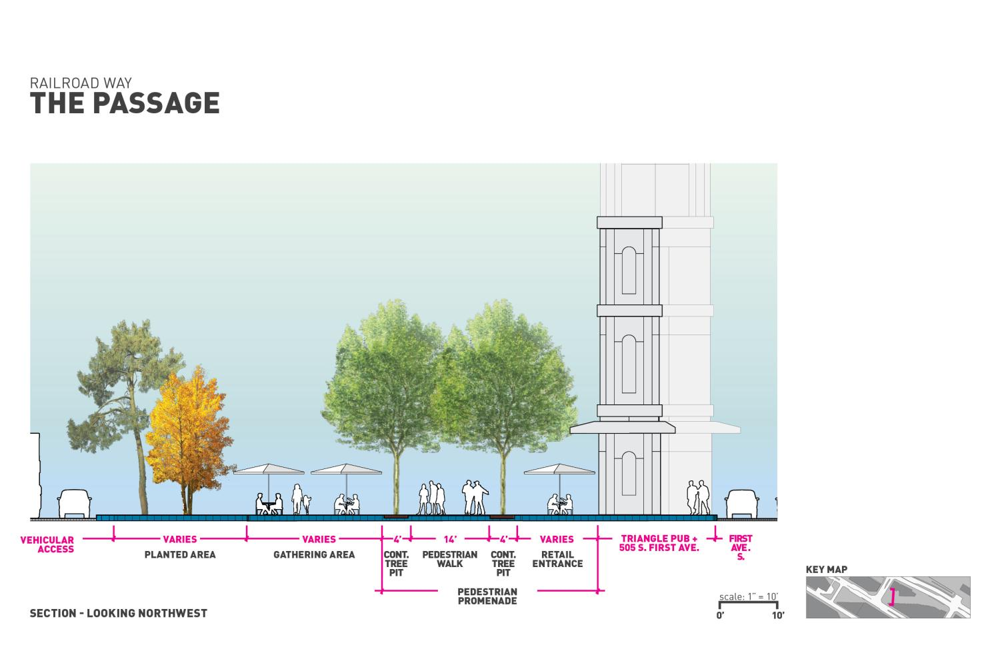 RAILROAD WAY
THE PASSAGE
VEHICULAR
ACCESS
VARIES
PLANTED AREA
VARIES
GATHERING AREA
4'
CONT.
TREE
PIT
14'
PEDESTRIAN
WALK
4'
CONT.
TREE
PIT
VARIES
RETAIL
ENTRANCE
TRIANGLE PUB +
505 S. FIRST AVE.
FIRST
AVE.
S.
PEDESTRIAN
PROMENADE
SECTION - LOOKING NORTHWEST
scale: 1" = 10'
0' 10'
KEY MAP